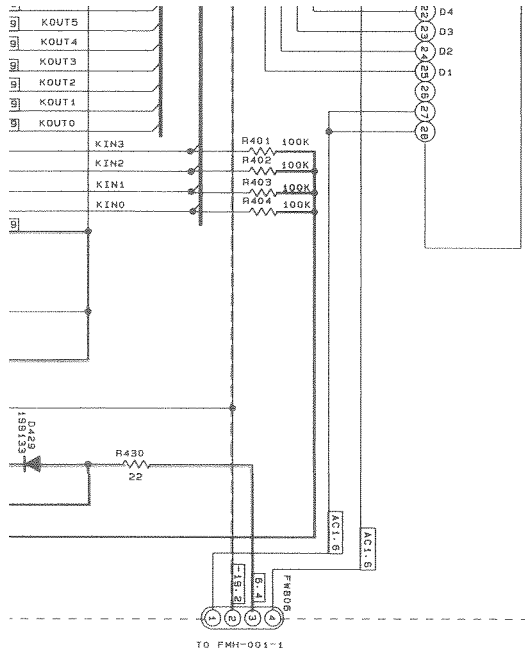 KOUT5
KOUT4
KOUT3
KOUT2
KOUT1
KOUT0
KIN3
KIN2
KIN1
KIN0
R401 100K
R402 100K
R403 100K
R404 100K
22 D4
23 D3
24 D2
25 D1
26
27
28
D429
1SS133
R430
22
AC1.6
AC1.6
-19.2
6.4
FW806
1 2 3 4
TO FMH-001-1